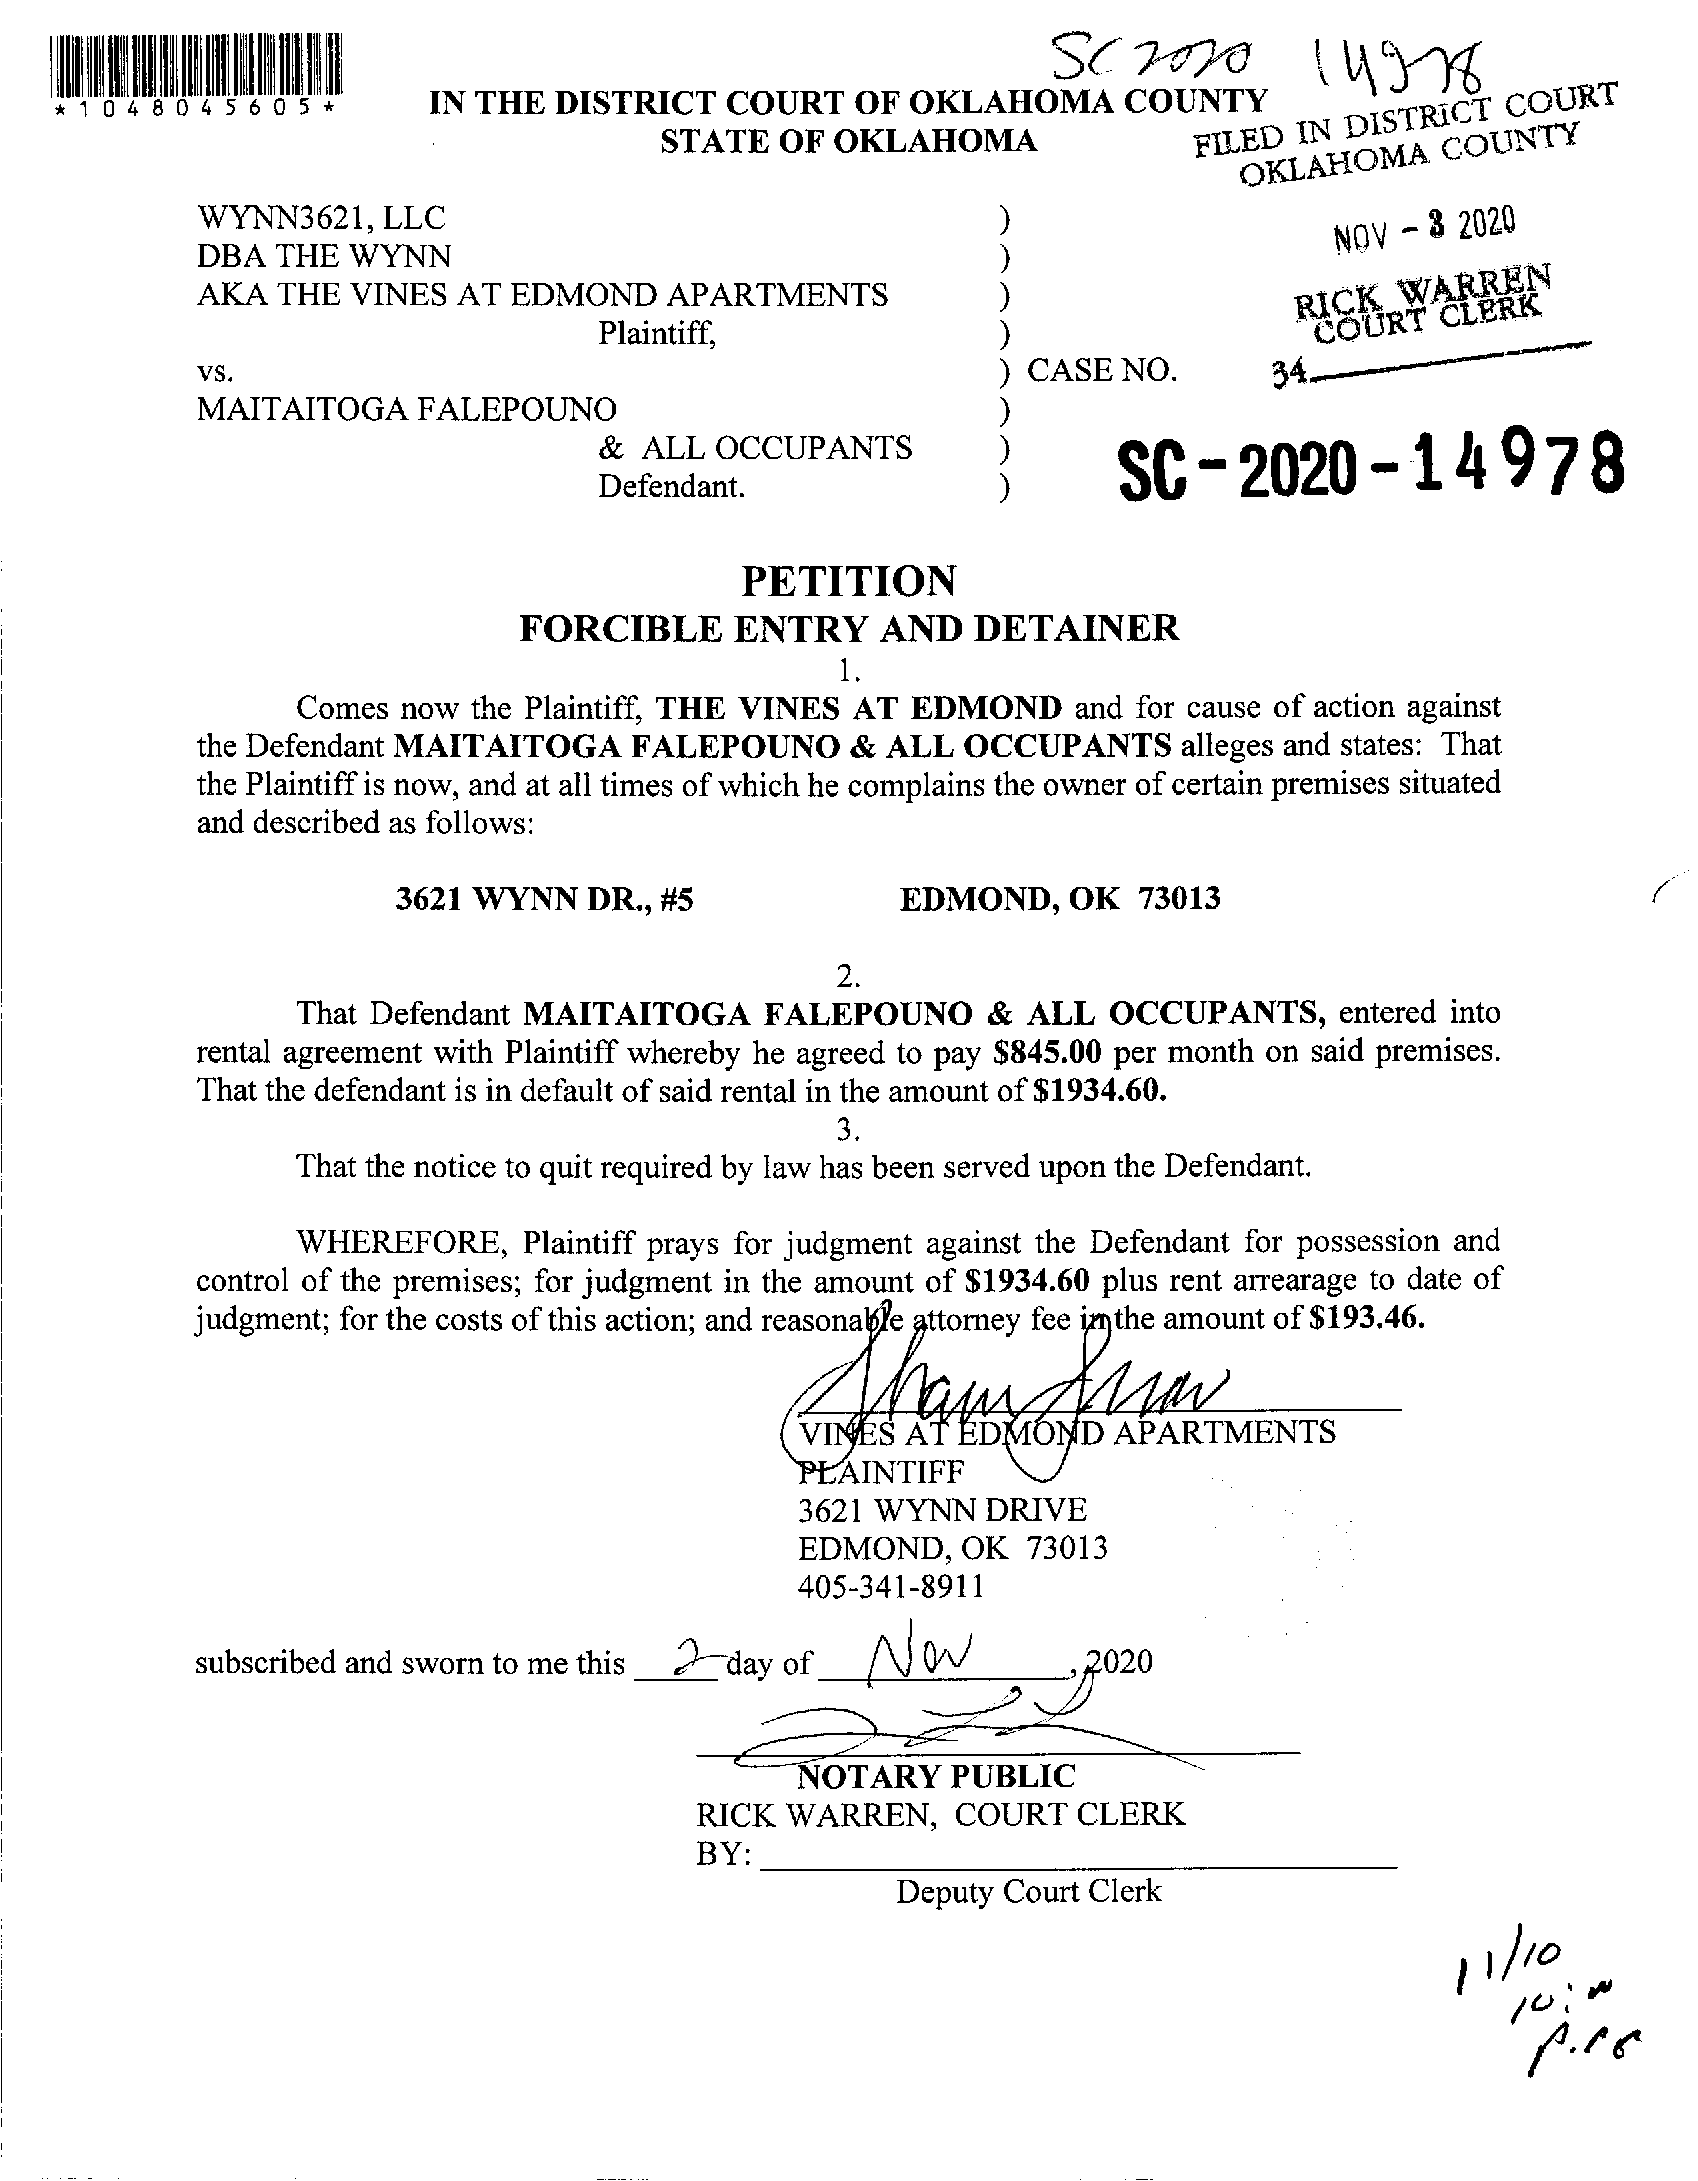 SC 2020 14978
*1048045605*
IN THE DISTRICT COURT OF OKLAHOMA COUNTY
STATE OF OKLAHOMA
FILED IN DISTRICT COURT
OKLAHOMA COUNTY
WYNN3621, LLC )
NOV - 3 2020
DBA THE WYNN )
AKA THE VINES AT EDMOND APARTMENTS )
RICK WARREN
COURT CLERK
Plaintiff, )
vs. ) CASE NO.
34
MAITAITOGA FALEPOUNO )
& ALL OCCUPANTS )
SC-2020-14978
Defendant. )
PETITION
FORCIBLE ENTRY AND DETAINER
1.
Comes now the Plaintiff, THE VINES AT EDMOND and for cause of action against
the Defendant MAITAITOGA FALEPOUNO & ALL OCCUPANTS alleges and states: That
the Plaintiff is now, and at all times of which he complains the owner of certain premises situated
and described as follows:
3621 WYNN DR., #5 EDMOND, OK 73013
2.
That Defendant MAITAITOGA FALEPOUNO & ALL OCCUPANTS, entered into
rental agreement with Plaintiff whereby he agreed to pay $845.00 per month on said premises.
That the defendant is in default of said rental in the amount of $1934.60.
3.
That the notice to quit required by law has been served upon the Defendant.
WHEREFORE, Plaintiff prays for judgment against the Defendant for possession and
control of the premises; for judgment in the amount of $1934.60 plus rent arrearage to date of
judgment; for the costs of this action; and reasonable attorney fee in the amount of $193.46.
VINES AT EDMOND APARTMENTS
PLAINTIFF
3621 WYNN DRIVE
EDMOND, OK 73013
405-341-8911
subscribed and sworn to me this 2 day of Nov, 2020
NOTARY PUBLIC
RICK WARREN, COURT CLERK
BY:
Deputy Court Clerk
11/10